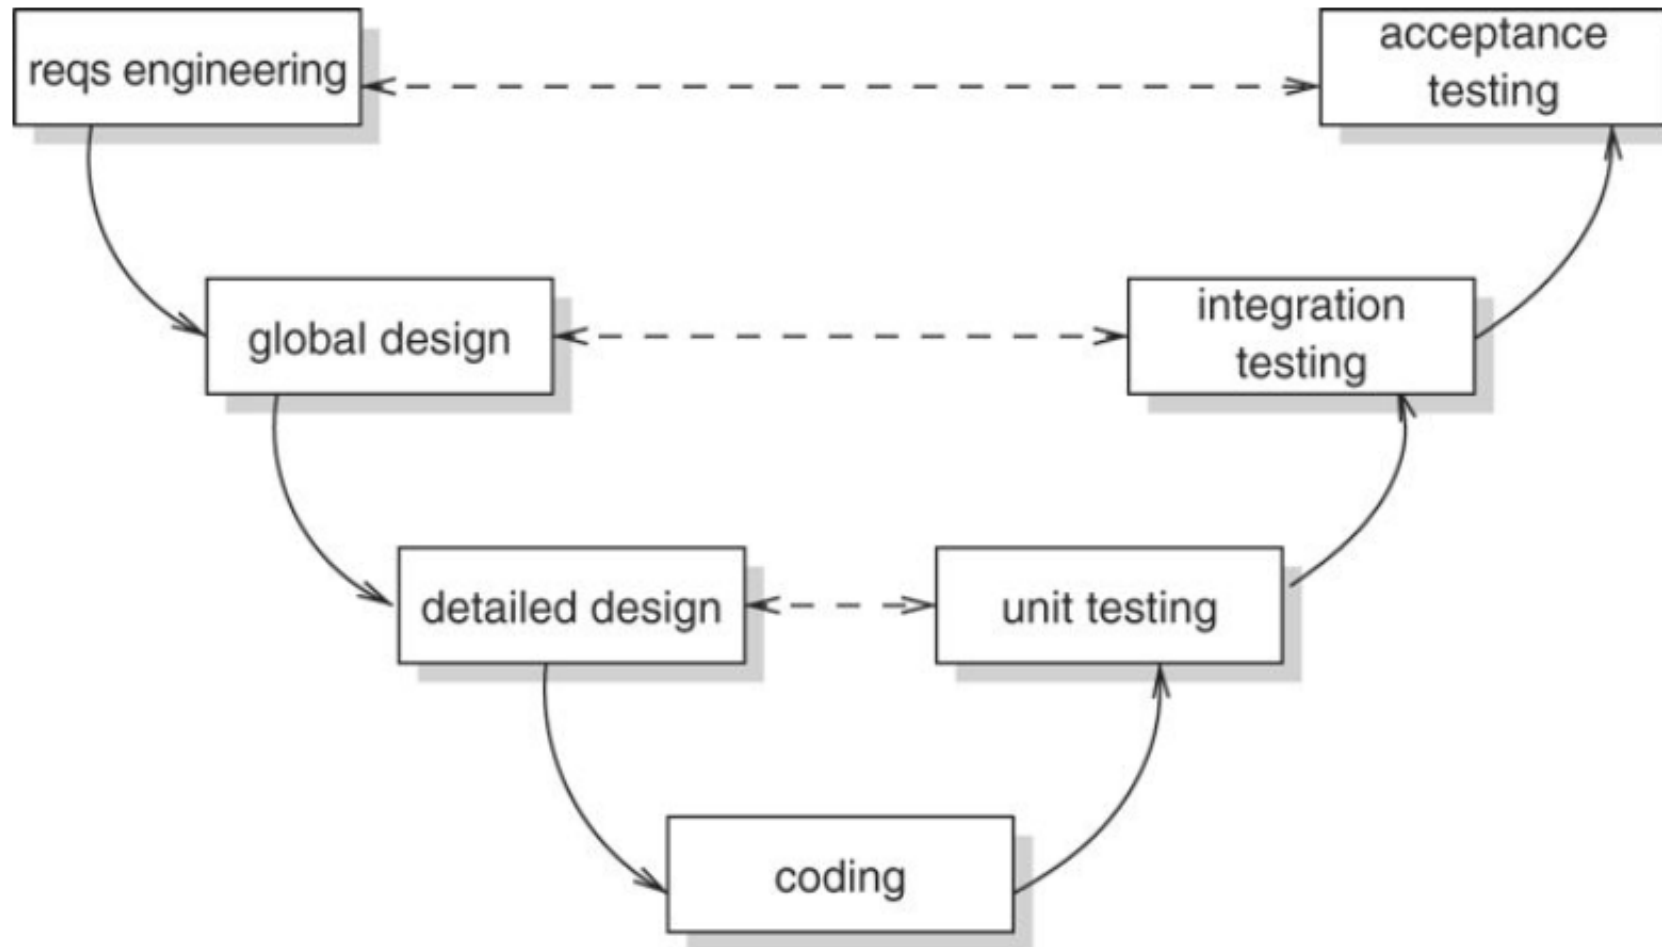 reqs engineering
acceptance
testing
global design
integration
testing
detailed design
unit testing
coding